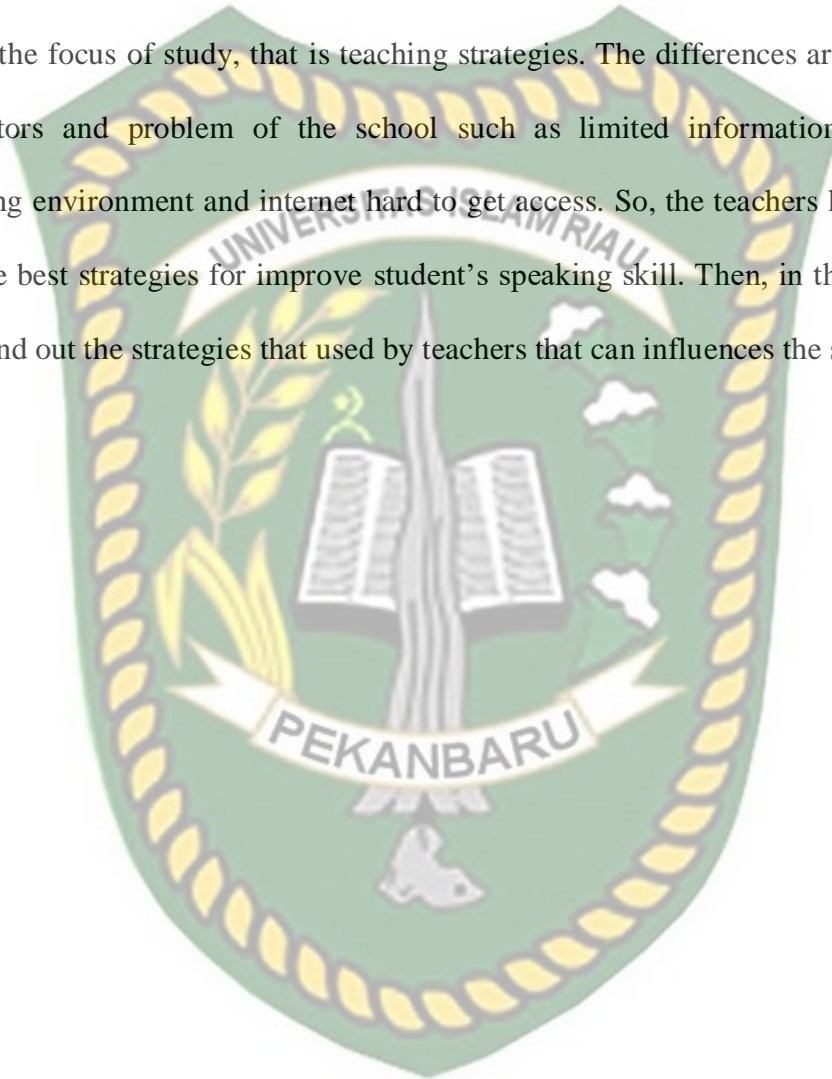 the focus of study, that is teaching strategies. The differences ar
tors and problem of the school such as limited information
ng environment and internet hard to get access. So, the teachers
e best strategies for improve student's speaking skill. Then, in th
nd out the strategies that used by teachers that can influences the s
UNIVERSITAS ISLAM RIAU
PEKANBARU